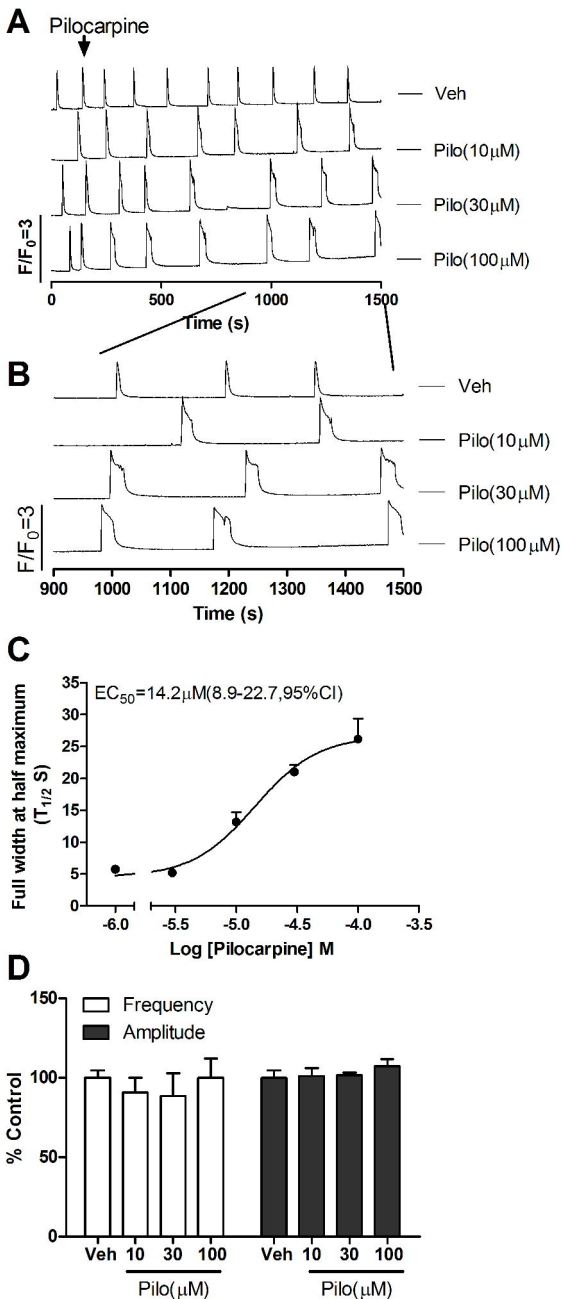 A
Pilocarpine
Veh
Pilo(10μM)
Pilo(30μM)
Pilo(100μM)
F/F0=3
0 500 1000 1500
Time (s)
B
Veh
Pilo(10μM)
Pilo(30μM)
Pilo(100μM)
F/F0=3
900 1000 1100 1200 1300 1400 1500
Time (s)
C
EC50=14.2μM(8.9-22.7,95%CI)
Full width at half maximum
(T1/2 S)
35
30
25
20
15
10
5
0
-6.0 -5.5 -5.0 -4.5 -4.0 -3.5
Log [Pilocarpine] M
D
Frequency
Amplitude
% Control
150
100
50
0
Veh 10 30 100 Veh 10 30 100
Pilo(μM) Pilo(μM)